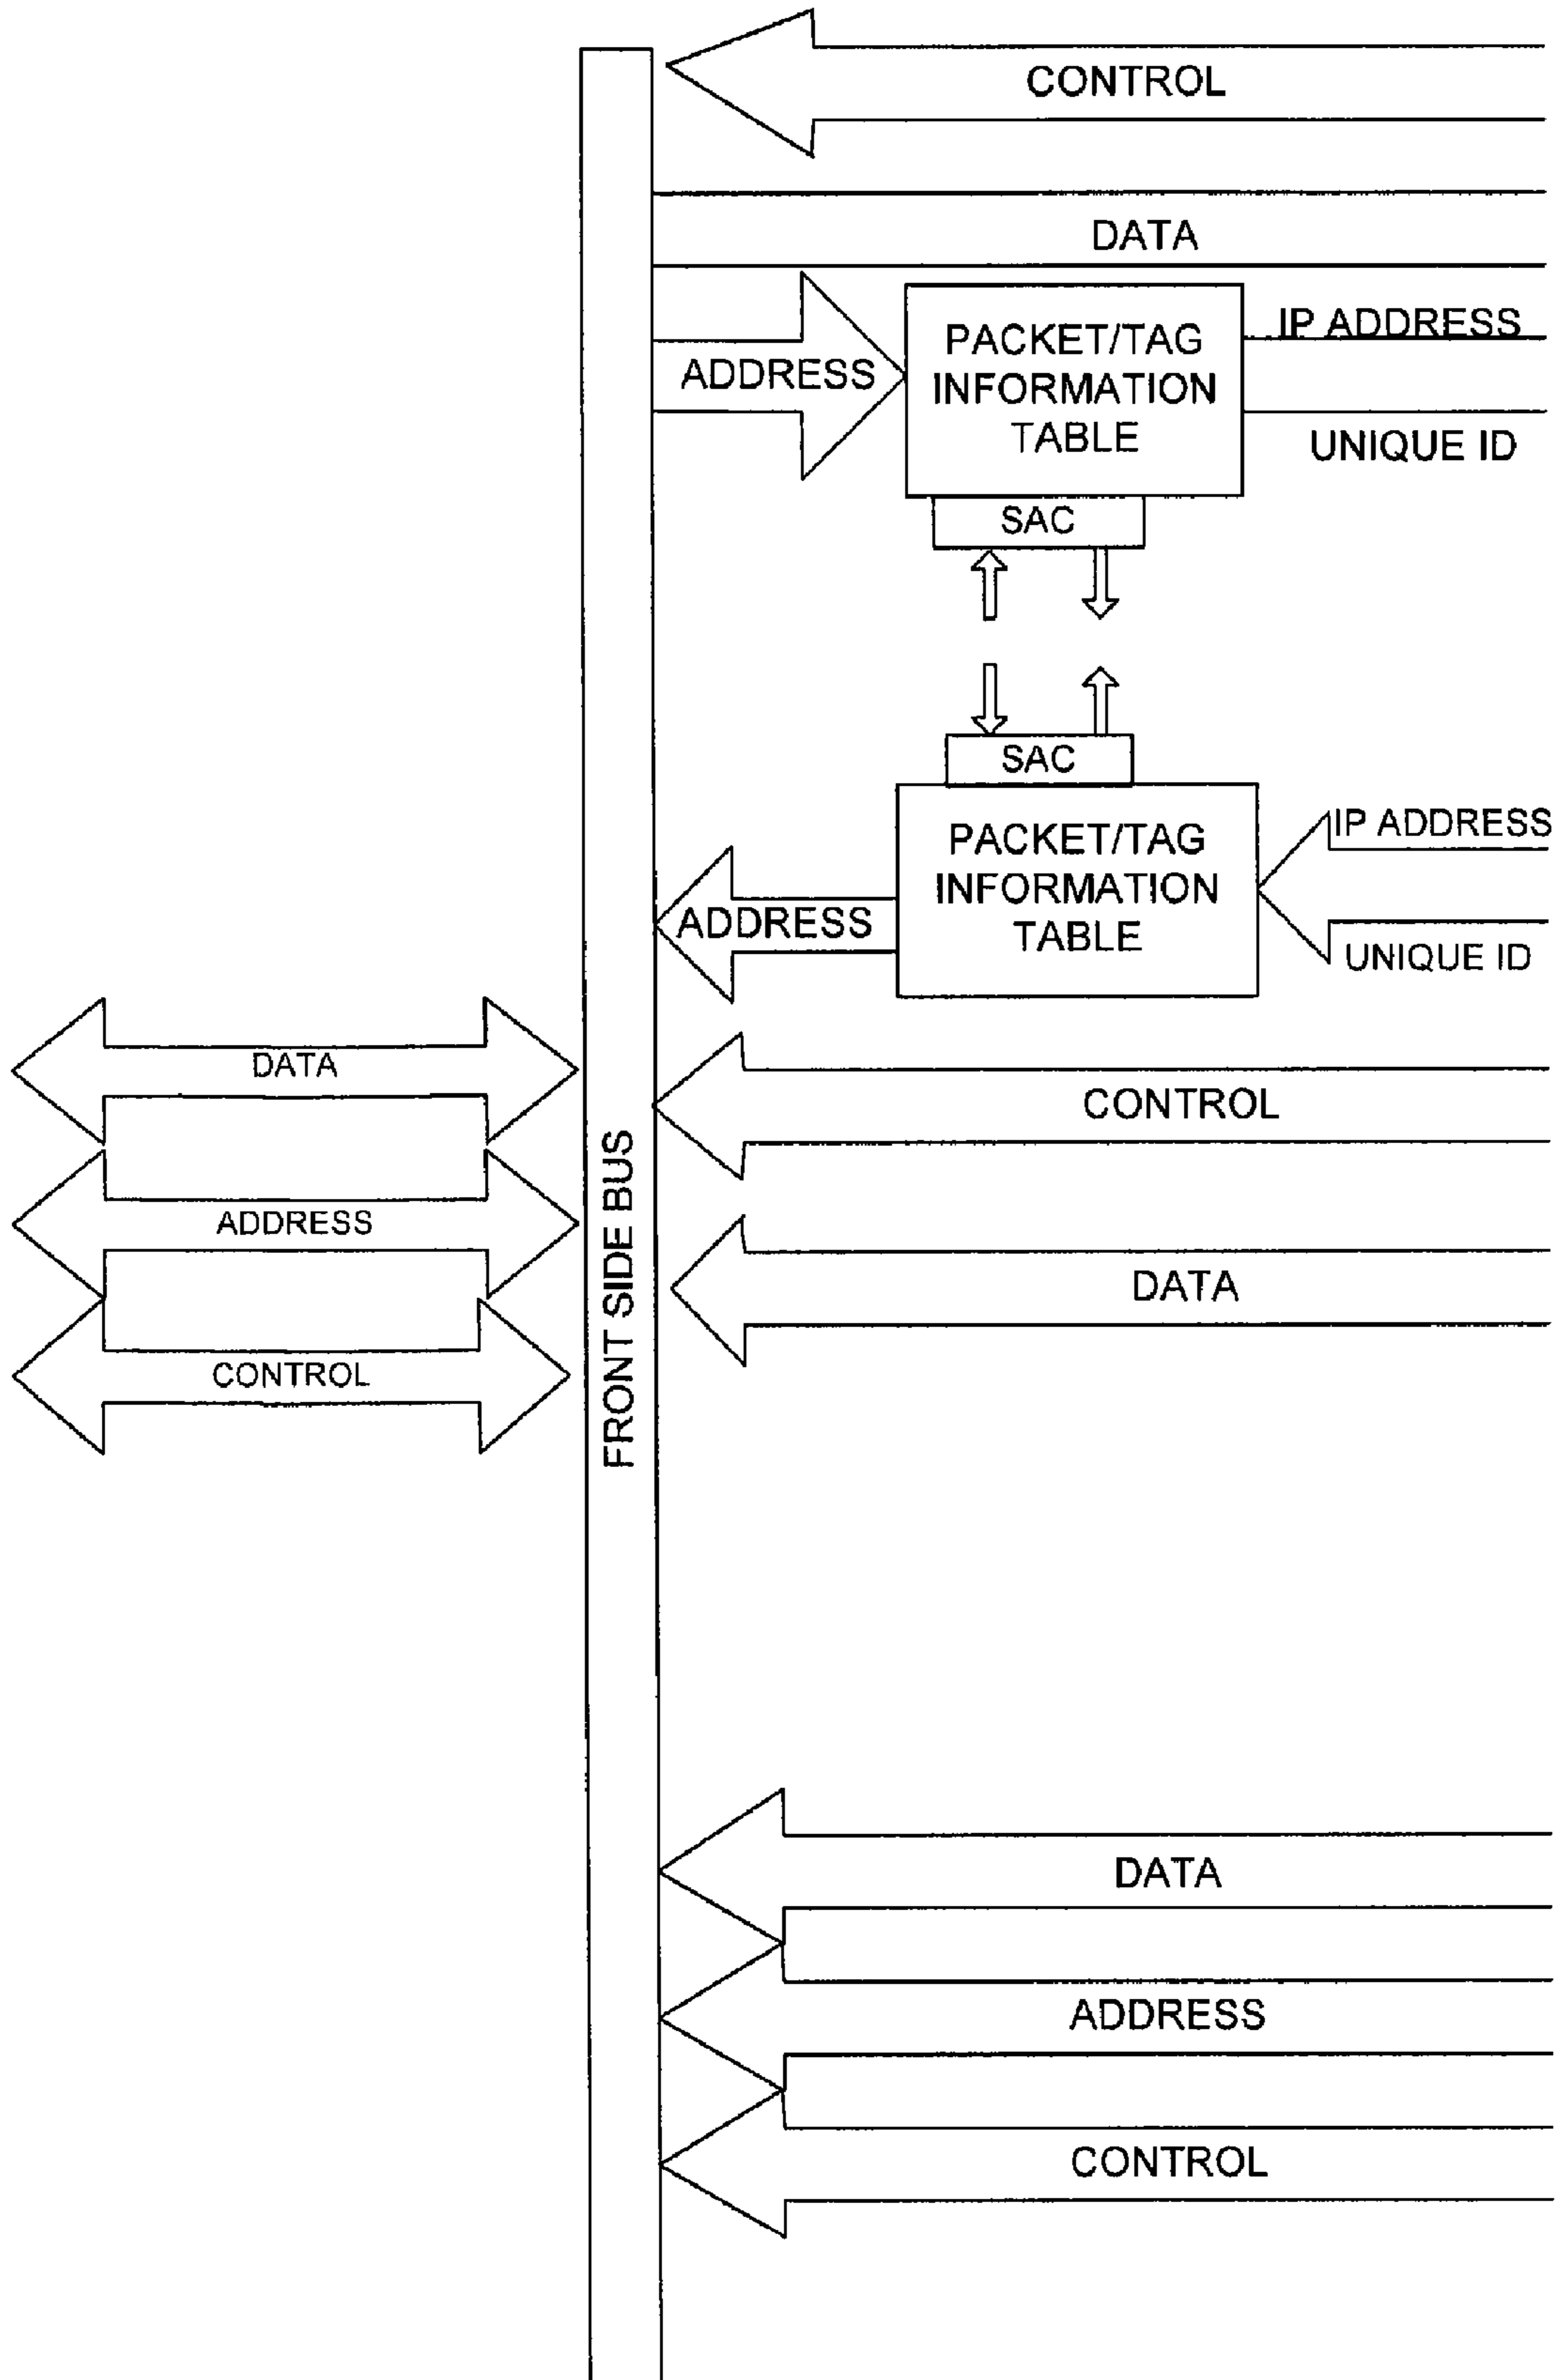 CONTROL
DATA
IP ADDRESS
PACKET/TAG
INFORMATION
TABLE
ADDRESS
UNIQUE ID
SAC
SAC
IP ADDRESS
PACKET/TAG
INFORMATION
TABLE
ADDRESS
UNIQUE ID
DATA
CONTROL
ADDRESS
FRONT SIDE BUS
DATA
CONTROL
DATA
ADDRESS
CONTROL